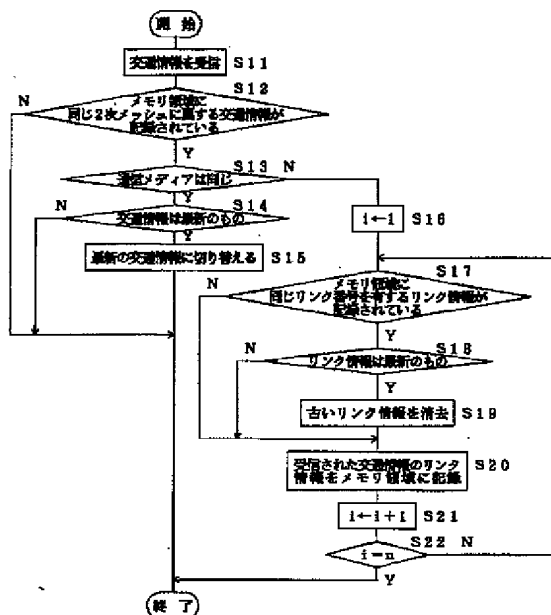 開 始
交通情報を受信 S11
S12
N
メモリ領域に
同じ2次メッシュに属する交通情報が
記録されている
Y
S13 N
通信メディアは同じ
Y
S14
N
交通情報は最新のもの
Y
最新の交通情報に切り替える S15
i←1 S16
S17
メモリ領域に
N
同じリンク番号を有するリンク情報が
記録されている
Y
S18
N
リンク情報は最新のもの
Y
古いリンク情報を消去 S19
受信された交通情報のリンク
情報をメモリ領域に記録 S20
i←i+1 S21
S22 N
i=n
Y
終 了